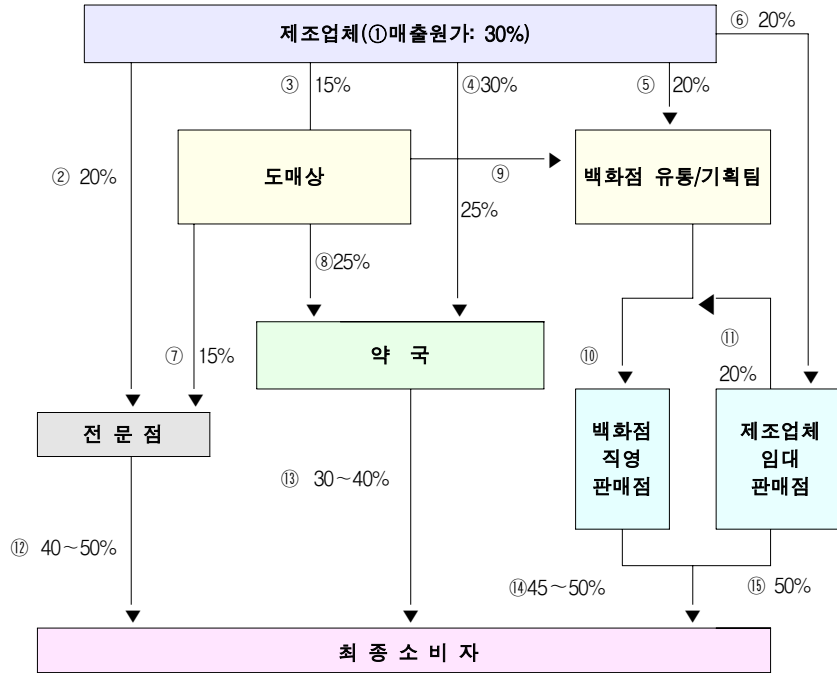 제조업체(①매출원가: 30%)
⑥ 20%
③ 15%
④30%
⑤ 20%
② 20%
도매상
⑨
백화점 유통/기획팀
25%
⑧25%
⑦ 15%
약 국
⑩
⑪
20%
전 문 점
백화점
직영
판매점
제조업체
임대
판매점
⑬ 30～40%
⑫ 40～50%
⑭45～50%
⑮ 50%
최 종 소 비 자